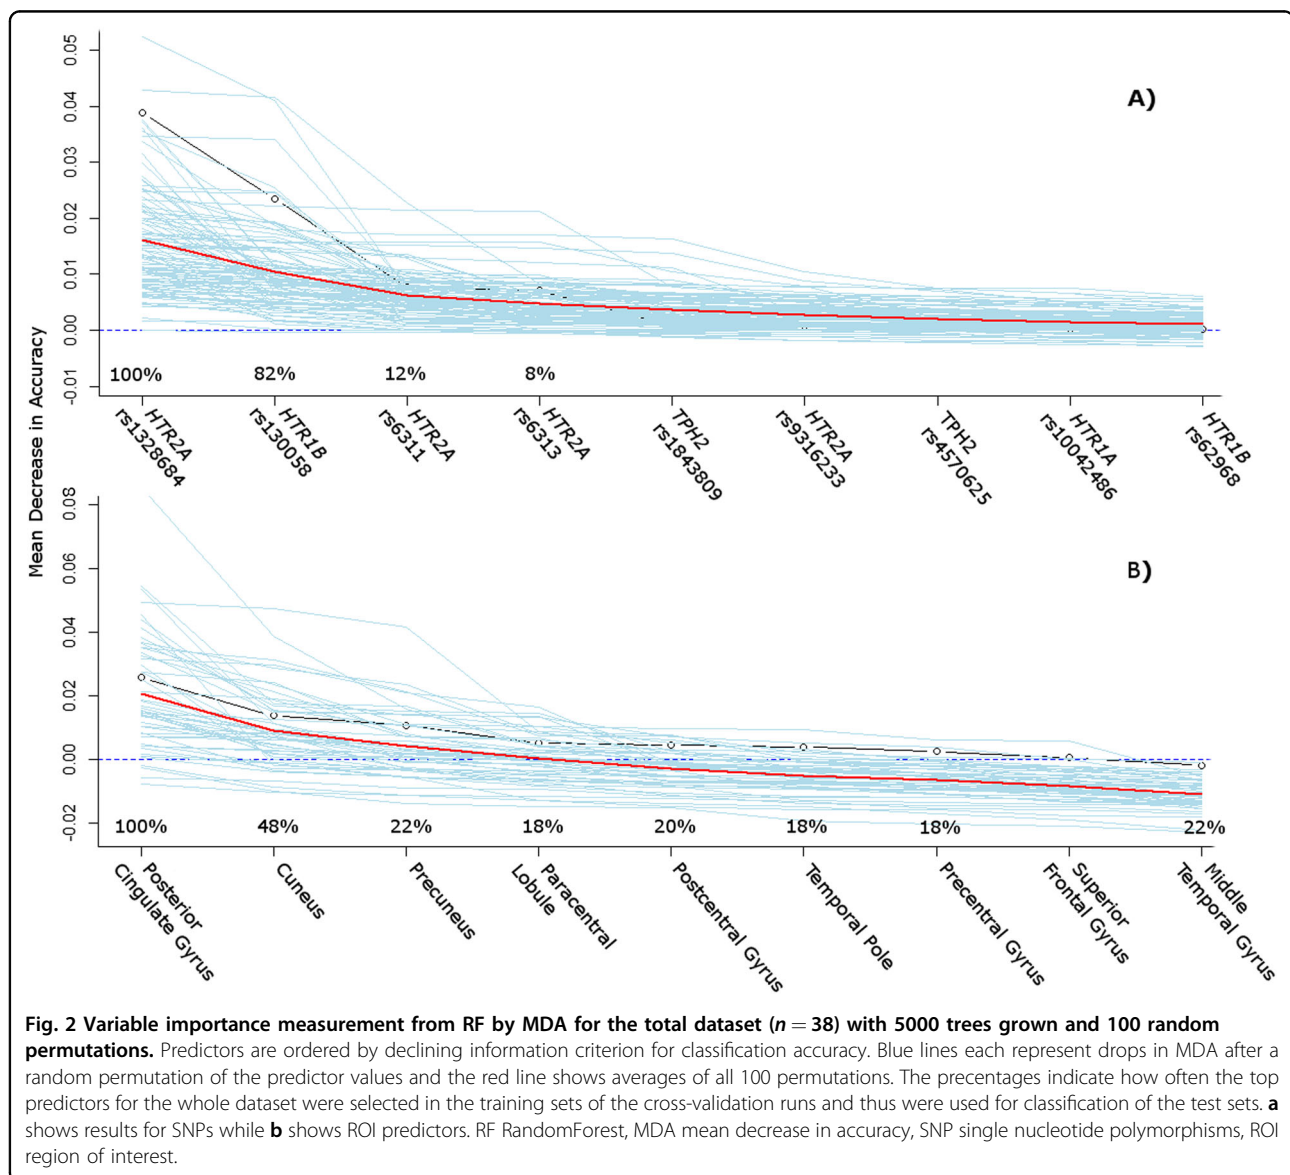 A)
Mean Decrease in Accuracy
0.05
0.04
0.03
0.02
0.01
0.00
-0.01
100% 82% 12% 8%
HTR2A rs1328684
HTR1B rs130058
HTR2A rs6311
HTR2A rs6313
TPH2 rs1843809
HTR2A rs9316233
TPH2 rs4570625
HTR1A rs10042486
HTR1B rs62968
B)
0.08
0.06
0.04
0.02
0.00
-0.02
100% 48% 22% 18% 20% 18% 18% 22%
Posterior Cingulate Gyrus
Cuneus
Precuneus
Paracentral Lobule
Postcentral Gyrus
Temporal Pole
Precentral Gyrus
Superior Frontal Gyrus
Middle Temporal Gyrus
Fig. 2 Variable importance measurement from RF by MDA for the total dataset (n = 38) with 5000 trees grown and 100 random
permutations. Predictors are ordered by declining information criterion for classification accuracy. Blue lines each represent drops in MDA after a
random permutation of the predictor values and the red line shows averages of all 100 permutations. The precentages indicate how often the top
predictors for the whole dataset were selected in the training sets of the cross-validation runs and thus were used for classification of the test sets. a
shows results for SNPs while b shows ROI predictors. RF RandomForest, MDA mean decrease in accuracy, SNP single nucleotide polymorphisms, ROI
region of interest.